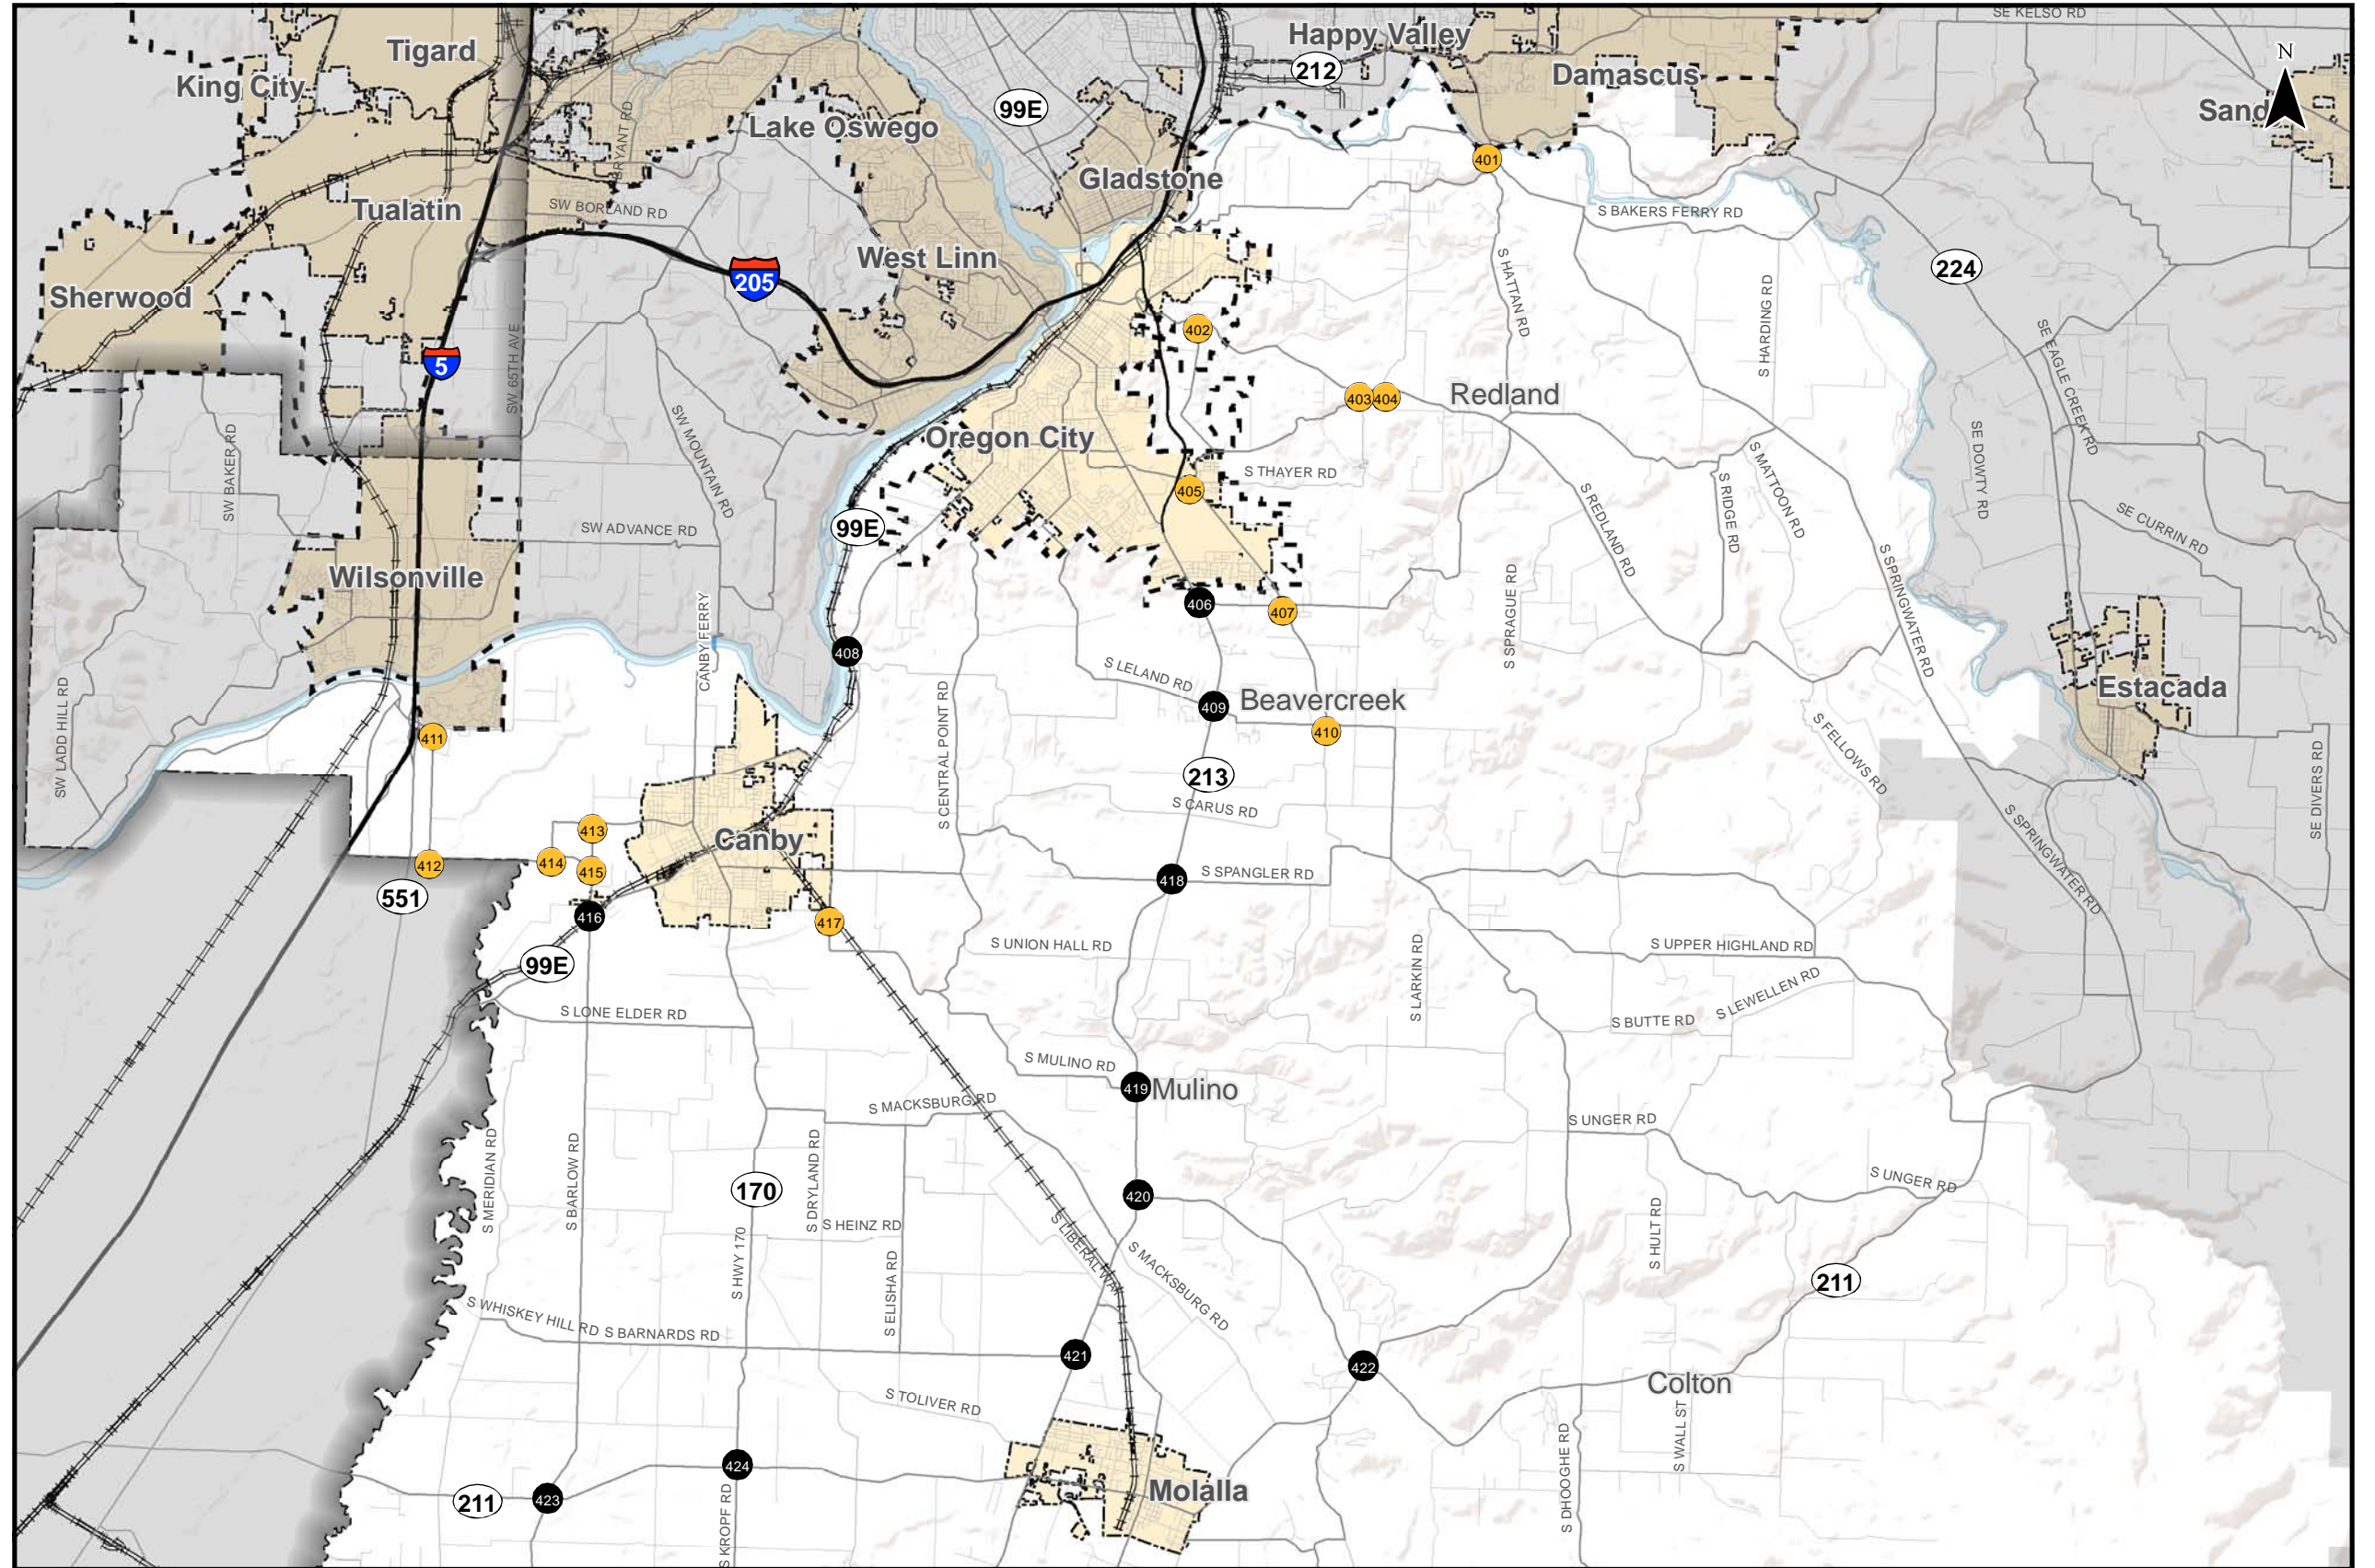 SE KELSO RD
Tigard
Happy Valley
King City
212
Damascus
N
99E
Sand
Lake Oswego
BRYANT RD
401
Gladstone
Tualatin
SW BORLAND RD
S BAKERS FERRY RD
West Linn
224
205
Sherwood
S HATTAN RD
S HARDING RD
402
5
SW 65TH AVE
SE EAGLE CREEK RD
403
404
Redland
Oregon City
SW MOUNTAIN RD
SW BAKER RD
S THAYER RD
405
SE DOWTY RD
S MATTOON RD
S RIDGE RD
S REDLAND RD
99E
SW ADVANCE RD
SE CURRIN RD
Wilsonville
406
407
S SPRAGUE RD
S SPRINGWATER RD
CANBY FERRY
408
S LELAND RD
Estacada
409
Beavercreek
SW LADD HILL RD
410
411
S CENTRAL POINT RD
S FELLOWS RD
213
SE DIVERS RD
S CARUS RD
413
Canby
412
414
415
S SPRINGWATER RD
551
418
S SPANGLER RD
416
417
S UNION HALL RD
S UPPER HIGHLAND RD
99E
S LARKIN RD
S LEWELLEN RD
S LONE ELDER RD
S BUTTE RD
S MULINO RD
419
Mulino
S MACKSBURG RD
S UNGER RD
S MERIDIAN RD
S BARLOW RD
170
S DRYLAND RD
420
S UNGER RD
S HEINZ RD
S HULT RD
S HWY 170
S LIBERAL WAY
S MACKSBURG RD
S ELISHA RD
211
S WHISKEY HILL RD
S BARNARDS RD
421
422
Colton
S TOLIVER RD
S WALL ST
424
S DHOOGHE RD
Molalla
211
423
S KROPF RD